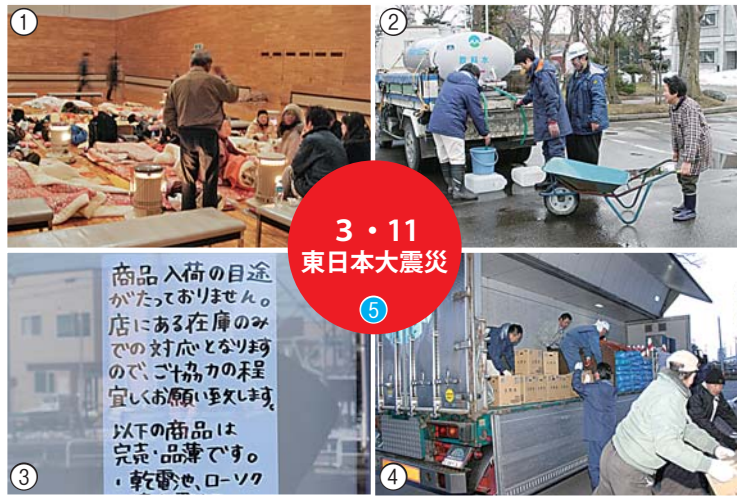 ①
②
飲料水
3・11
東日本大震災
⑤
商品入荷の目途
がたっておりません。
店にある在庫のみ
での対応となります
ので、ご協力の程
宜しくお願い致します。
以下の商品は
完売・品薄です。
・乾電池、ローソク
③
④